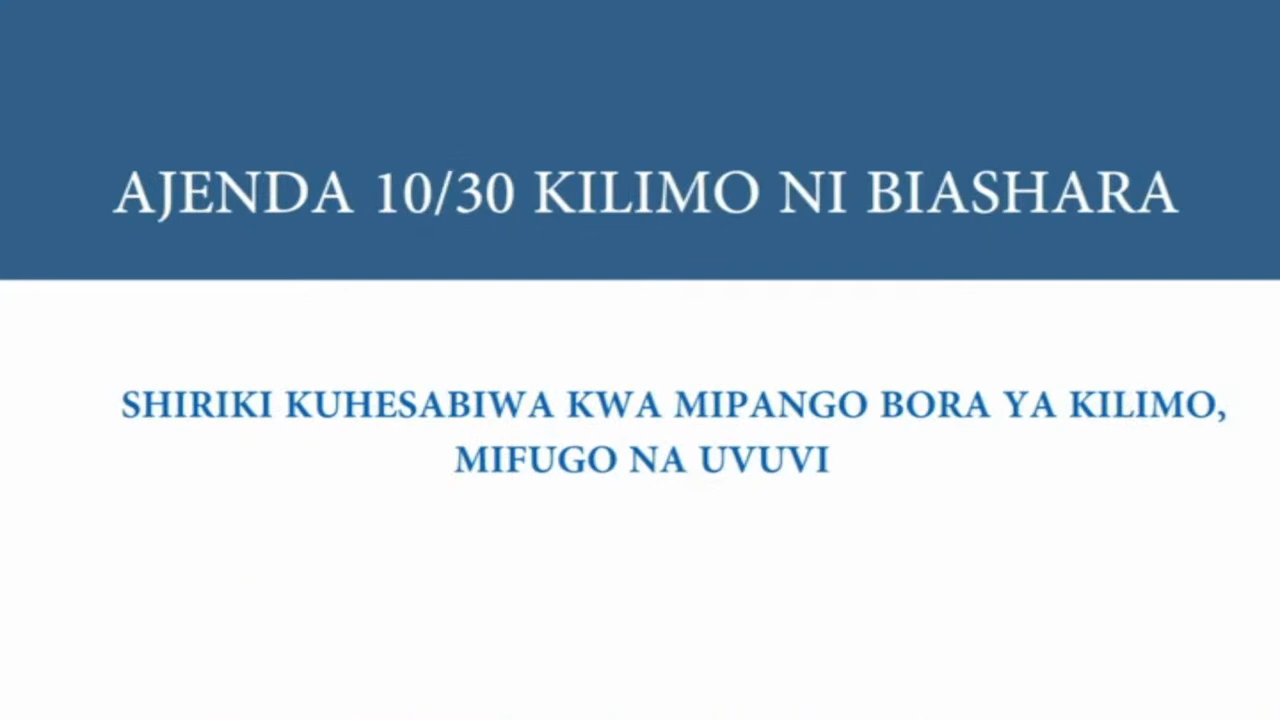 AJENDA 10/30 KILIMO NI BIASHARA
SHIRIKI KUHESABIWA KWA MIPANGO BORA YA KILIMO,
MIFUGO NA UVUVI